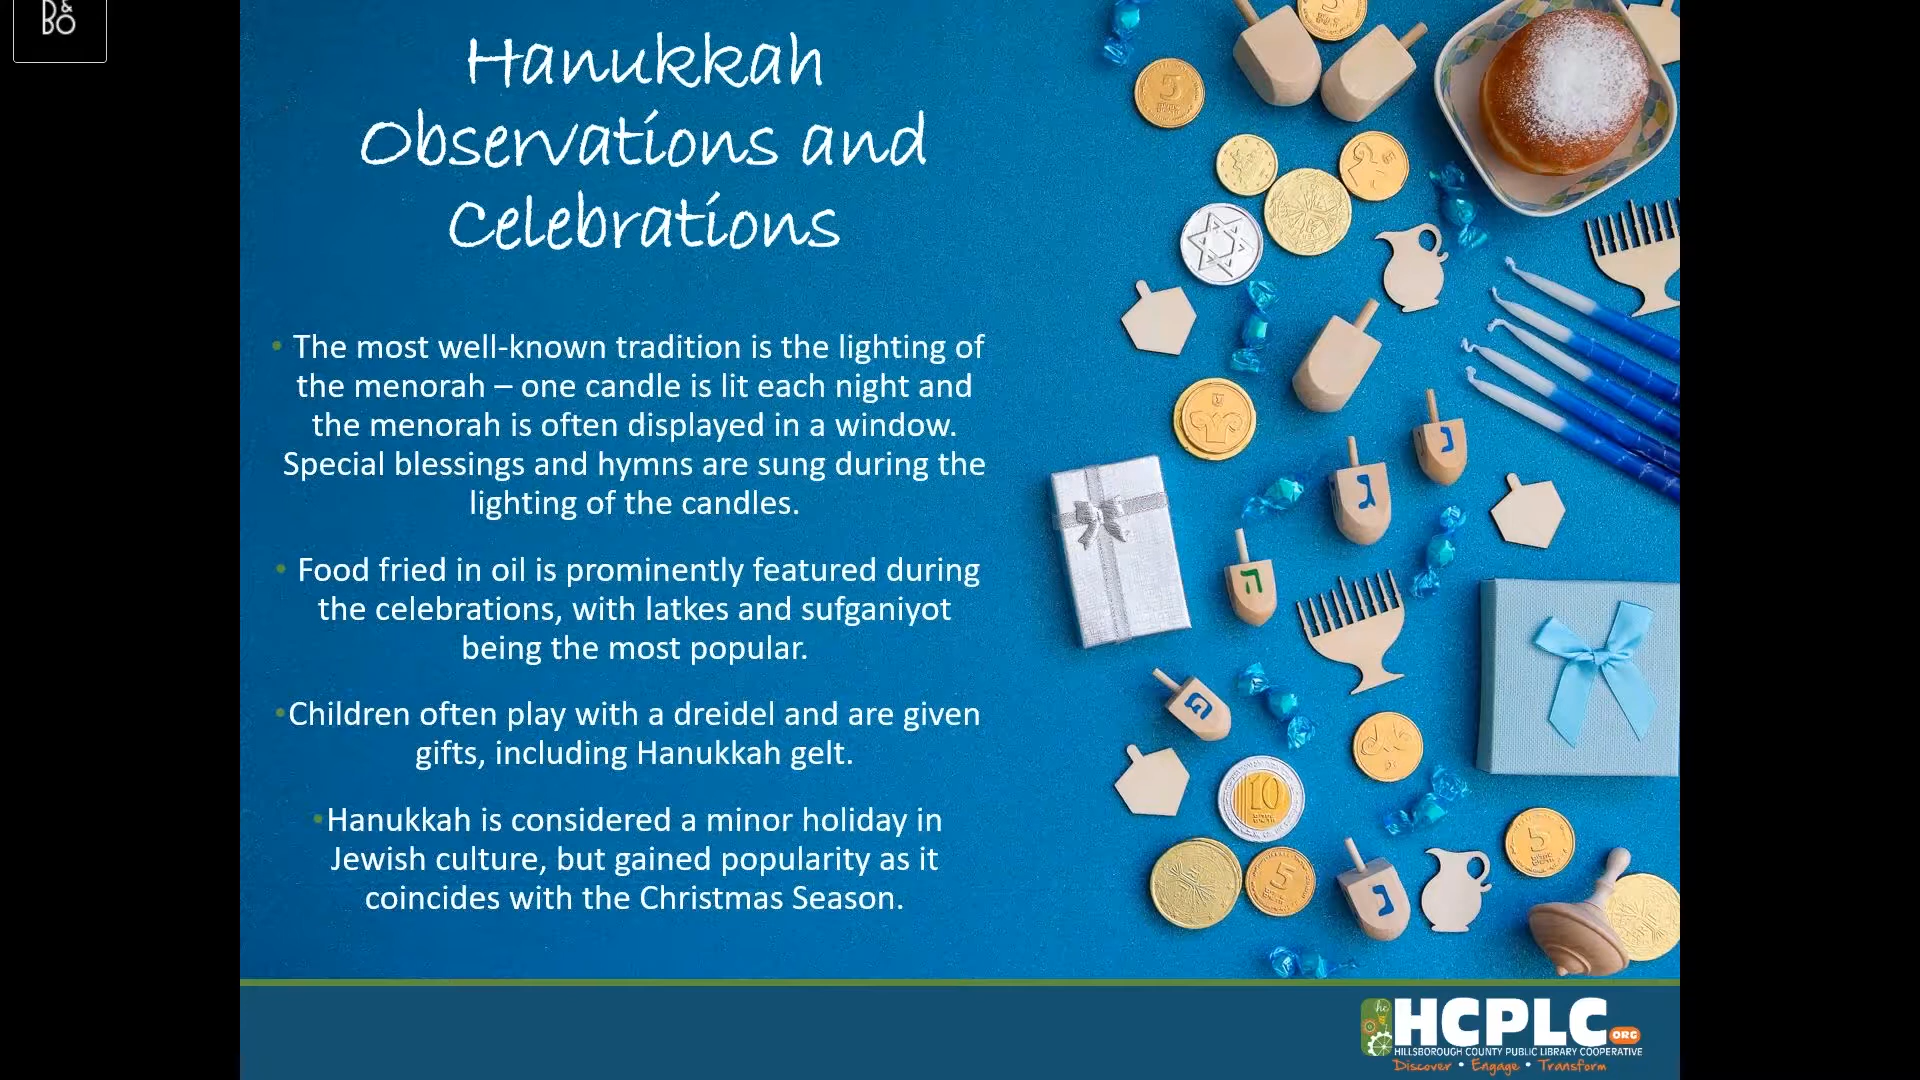 B&O
Hanukkah
Observations and
Celebrations
• The most well-known tradition is the lighting of
the menorah – one candle is lit each night and
the menorah is often displayed in a window.
Special blessings and hymns are sung during the
lighting of the candles.
• Food fried in oil is prominently featured during
the celebrations, with latkes and sufganiyot
being the most popular.
•Children often play with a dreidel and are given
gifts, including Hanukkah gelt.
•Hanukkah is considered a minor holiday in
Jewish culture, but gained popularity as it
coincides with the Christmas Season.
5
5
נ
ג
ה
פ
10
5
5
נ
hc
HCPLC
.ORG
HILLSBOROUGH COUNTY PUBLIC LIBRARY COOPERATIVE
Discover • Engage • Transform